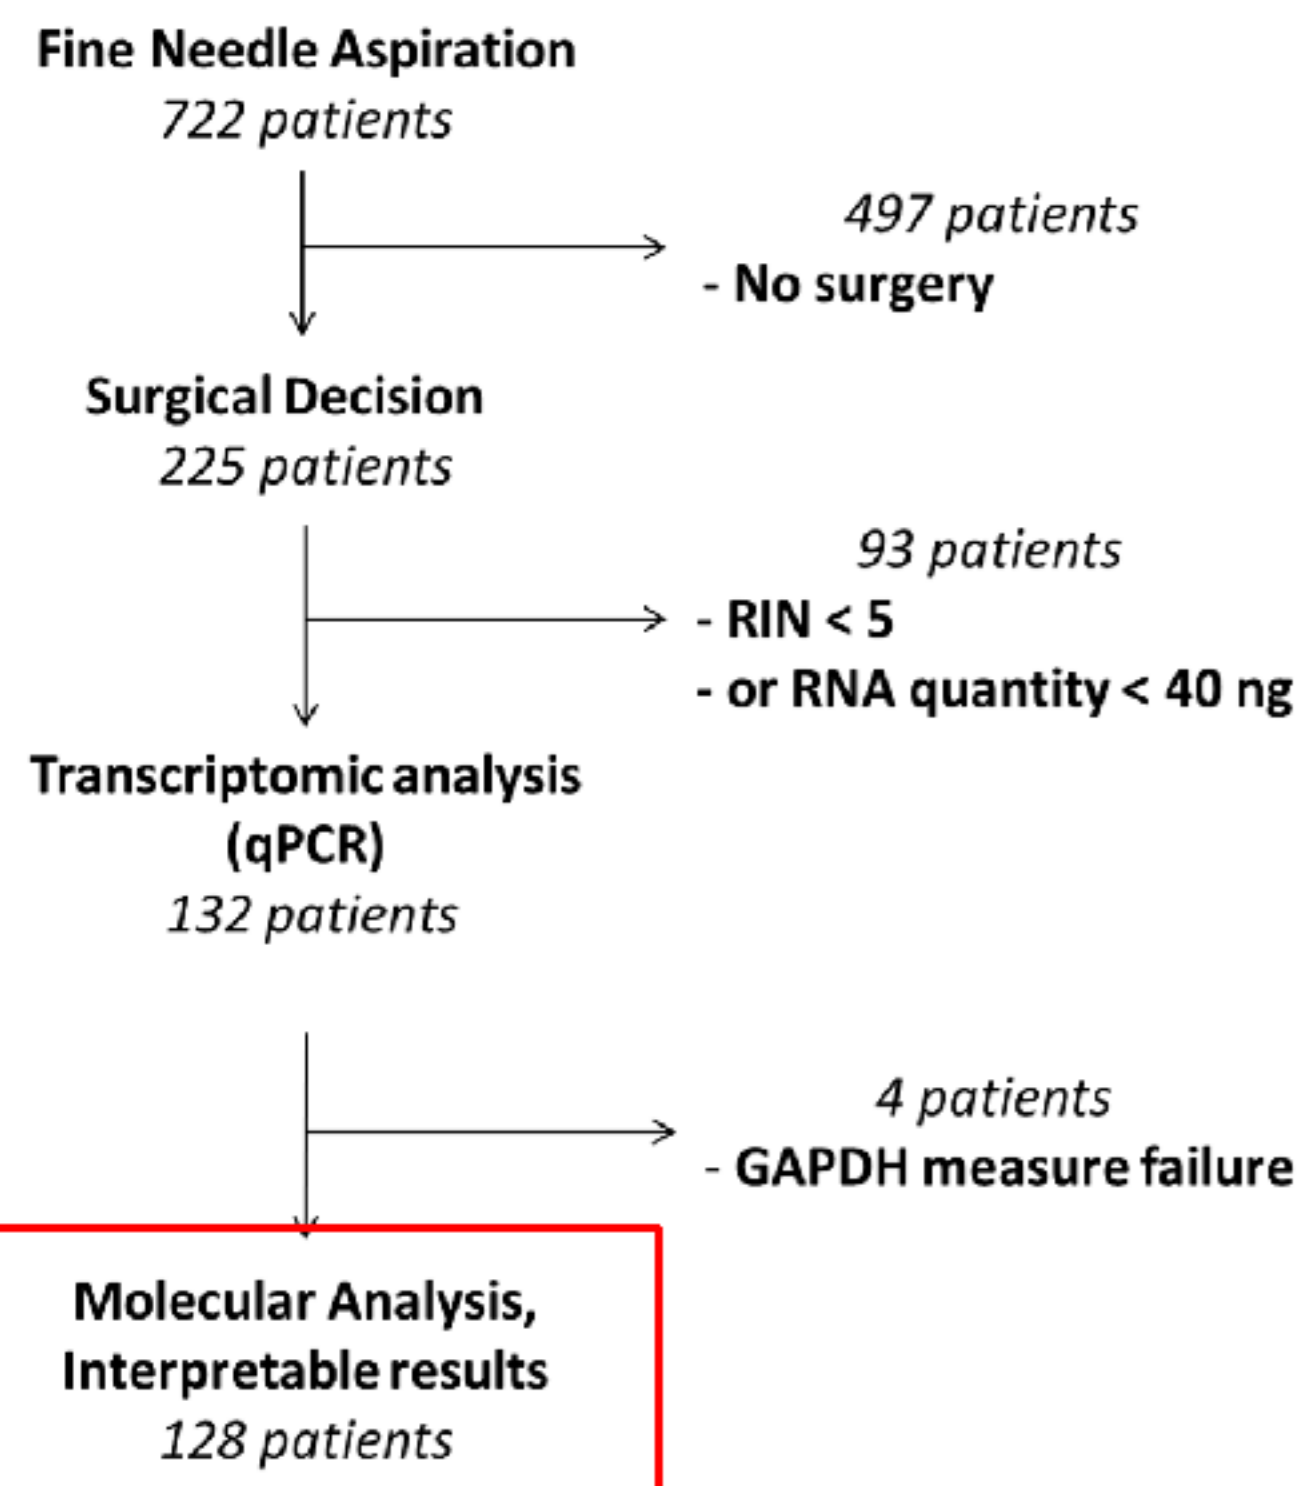 Fine Needle Aspiration
722 patients
497 patients
- No surgery
Surgical Decision
225 patients
93 patients
- RIN < 5
- or RNA quantity < 40 ng
Transcriptomic analysis
(qPCR)
132 patients
4 patients
- GAPDH measure failure
Molecular Analysis,
Interpretable results
128 patients